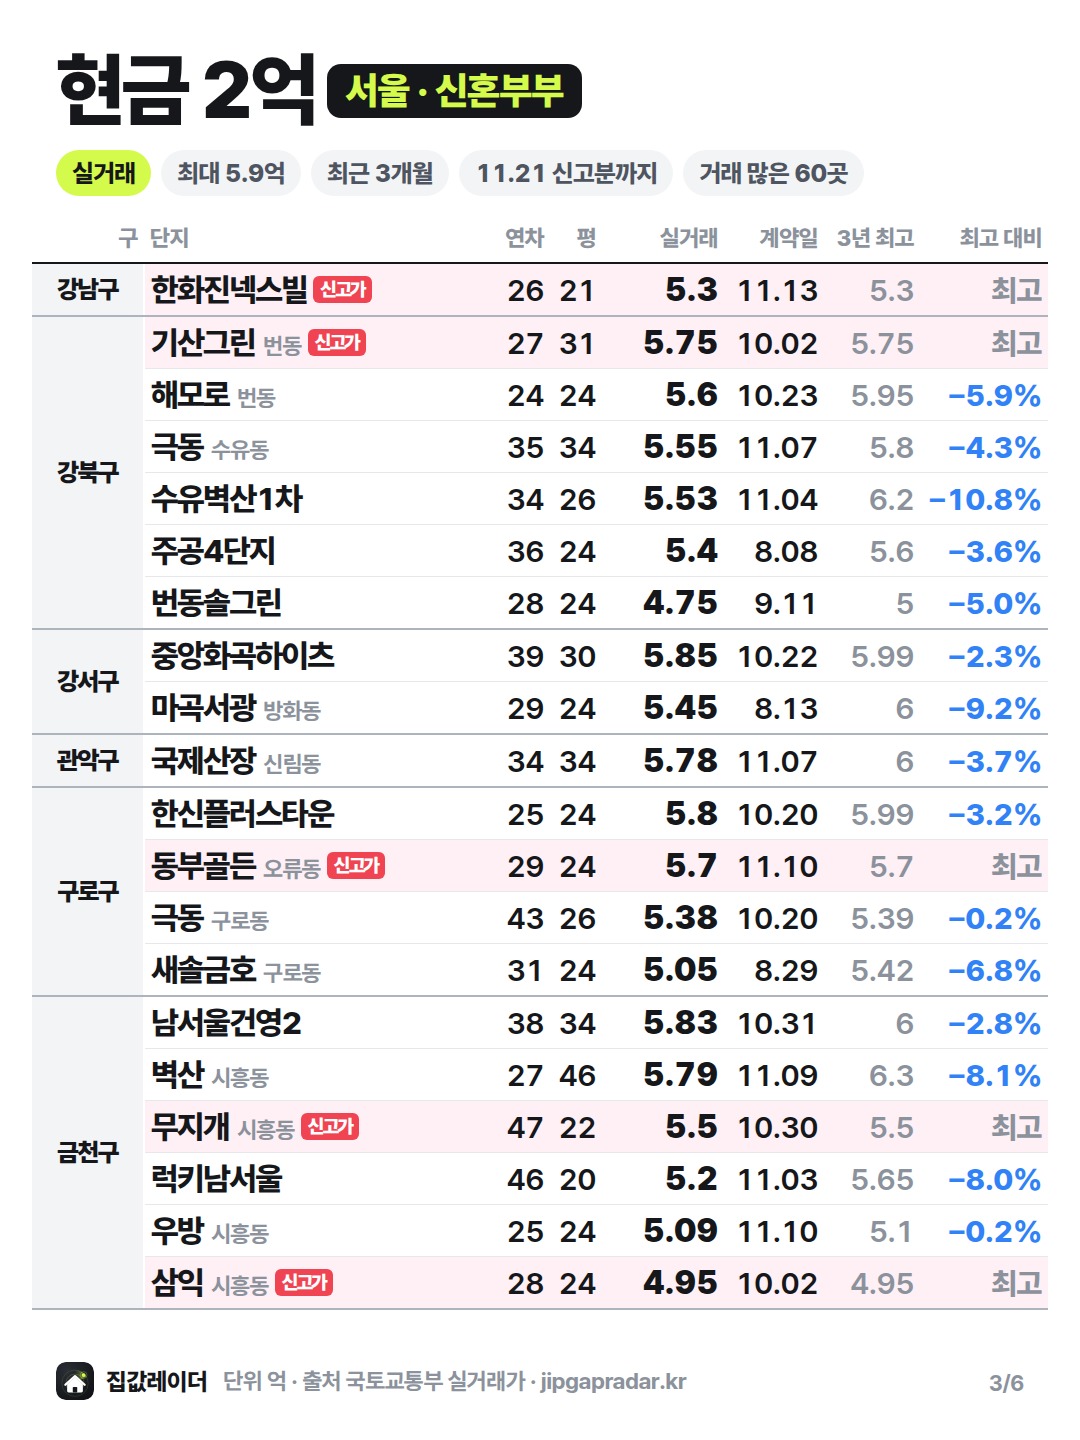 현금 2억 서울 · 신혼부부
실거래 최대 5.9억 최근 3개월 11.21 신고분까지 거래 많은 60곳
구 단지 연차 평 실거래 계약일 3년 최고 최고 대비
강남구 한화진넥스빌 신고가 26 21 5.3 11.13 5.3 최고
강북구 기산그린 번동 신고가 27 31 5.75 10.02 5.75 최고
해모로 번동 24 24 5.6 10.23 5.95 −5.9%
극동 수유동 35 34 5.55 11.07 5.8 −4.3%
수유벽산1차 34 26 5.53 11.04 6.2 −10.8%
주공4단지 36 24 5.4 8.08 5.6 −3.6%
번동솔그린 28 24 4.75 9.11 5 −5.0%
강서구 중앙화곡하이츠 39 30 5.85 10.22 5.99 −2.3%
마곡서광 방화동 29 24 5.45 8.13 6 −9.2%
관악구 국제산장 신림동 34 34 5.78 11.07 6 −3.7%
구로구 한신플러스타운 25 24 5.8 10.20 5.99 −3.2%
동부골든 오류동 신고가 29 24 5.7 11.10 5.7 최고
극동 구로동 43 26 5.38 10.20 5.39 −0.2%
새솔금호 구로동 31 24 5.05 8.29 5.42 −6.8%
금천구 남서울건영2 38 34 5.83 10.31 6 −2.8%
벽산 시흥동 27 46 5.79 11.09 6.3 −8.1%
무지개 시흥동 신고가 47 22 5.5 10.30 5.5 최고
럭키남서울 46 20 5.2 11.03 5.65 −8.0%
우방 시흥동 25 24 5.09 11.10 5.1 −0.2%
삼익 시흥동 신고가 28 24 4.95 10.02 4.95 최고
집값레이더 단위 억 · 출처 국토교통부 실거래가 · jipgapradar.kr 3/6